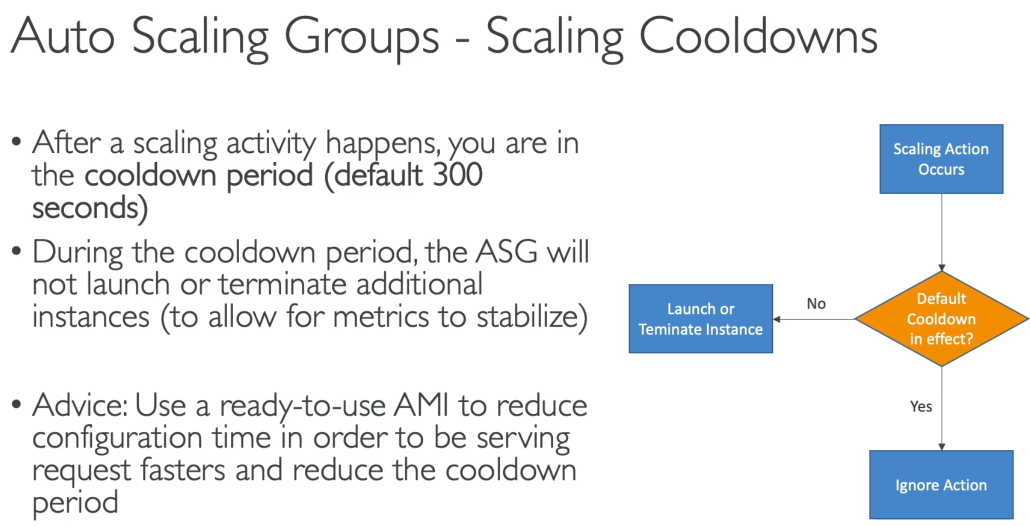 Auto Scaling Groups - Scaling Cooldowns
• After a scaling activity happens, you are in
the cooldown period (default 300
seconds)
• During the cooldown period, the ASG will
not launch or terminate additional
instances (to allow for metrics to stabilize)
• Advice: Use a ready-to-use AMI to reduce
configuration time in order to be serving
request fasters and reduce the cooldown
period
Scaling Action
Occurs
Default
Cooldown
in effect?
No
Launch or
Teminate Instance
Yes
Ignore Action